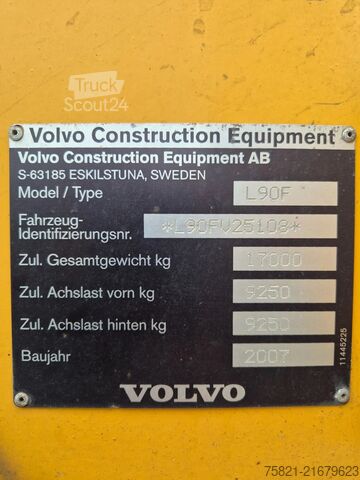 Truck
Scout24
Volvo Construction Equipment
Volvo Construction Equipment AB
S-63185 ESKILSTUNA, SWEDEN
Model / Type L90F
Fahrzeug-
Identifizierungsnr. *L90FV25108*
Zul. Gesamtgewicht kg 17000
Zul. Achslast vorn kg 9250
Zul. Achslast hinten kg 9250
Baujahr 2007
11445225
VOLVO
75821-21679623